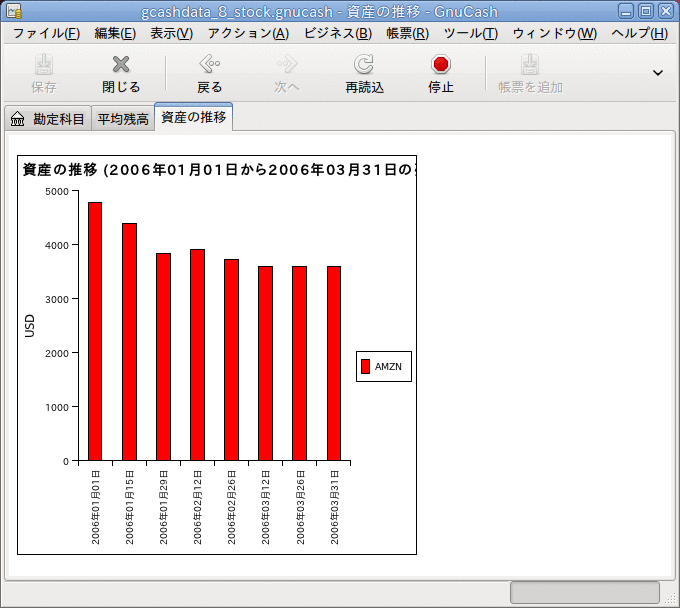 gcashdata_8_stock.gnucash - 資産の推移 - GnuCash
ファイル(F) 編集(E) 表示(V) アクション(A) ビジネス(B) 帳票(R) ツール(T) ウィンドウ(W) ヘルプ(H)
保存 閉じる 戻る 次へ 再読込 停止 帳票を追加
勘定科目 平均残高 資産の推移
資産の推移 (2006年01月01日から2006年03月31日の
5000
4000
3000
2000
1000
0
USD
AMZN
2006年01月01日
2006年01月15日
2006年01月29日
2006年02月12日
2006年02月26日
2006年03月12日
2006年03月26日
2006年03月31日